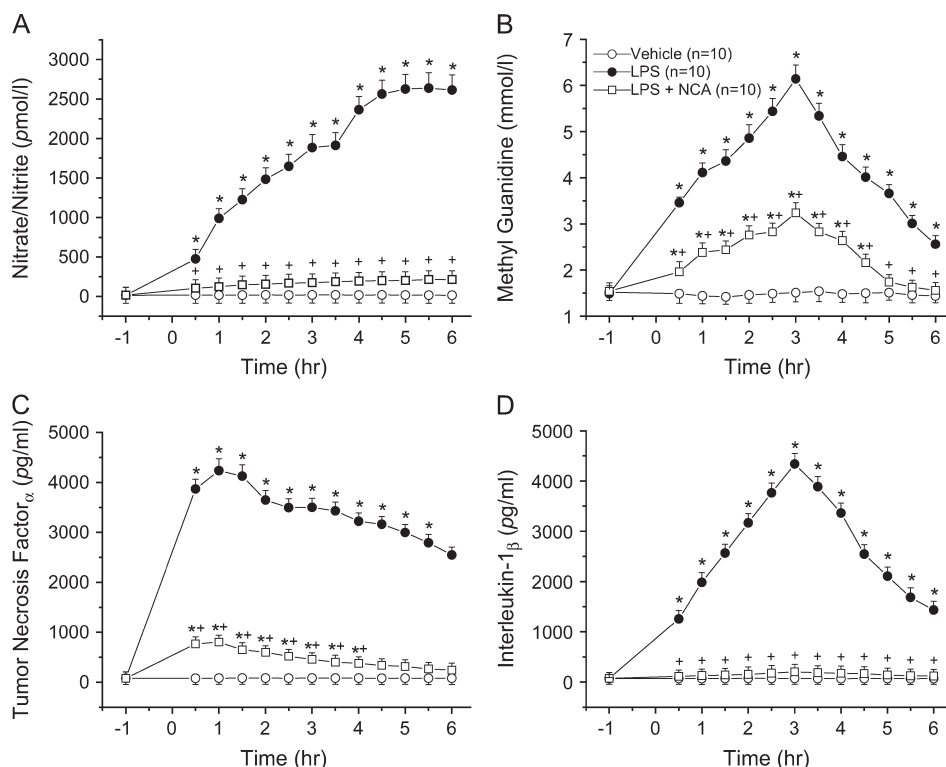 A
Nitrate/Nitrite (pmol/l)
3000
2500
2000
1500
1000
500
0
* * * * * * * * * * * *
+ + + + + + + + + + + +
-1 0 1 2 3 4 5 6
Time (hr)
B
Methyl Guanidine (mmol/l)
7
6
5
4
3
2
1
Vehicle (n=10)
LPS (n=10)
LPS + NCA (n=10)
* * * * * * * * * * * *
*+ *+ *+ *+ *+ *+ *+ *+ *+ + + +
-1 0 1 2 3 4 5 6
Time (hr)
C
Tumor Necrosis Factorα (pg/ml)
5000
4000
3000
2000
1000
0
* * * * * * * * * * *
*+ *+ *+ *+ *+ *+ *+ *+
-1 0 1 2 3 4 5 6
Time (hr)
D
Interleukin-1β (pg/ml)
5000
4000
3000
2000
1000
0
* * * * * * * * * * * *
+ + + + + + + + + + + +
-1 0 1 2 3 4 5 6
Time (hr)